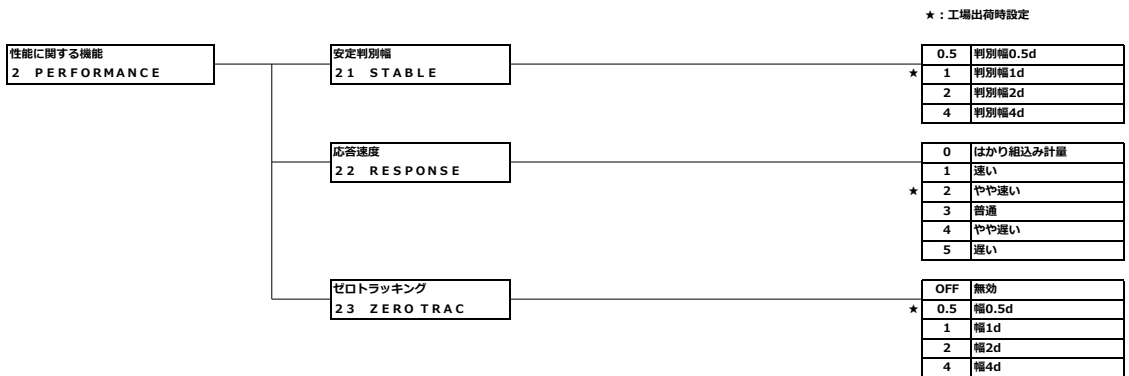 ★：工場出荷時設定
性能に関する機能
2 PERFORMANCE
安定判別幅
21 STABLE
0.5 判別幅0.5d
★ 1 判別幅1d
2 判別幅2d
4 判別幅4d
応答速度
22 RESPONSE
0 はかり組込み計量
1 速い
★ 2 やや速い
3 普通
4 やや遅い
5 遅い
ゼロトラッキング
23 ZERO TRAC
OFF 無効
★ 0.5 幅0.5d
1 幅1d
2 幅2d
4 幅4d